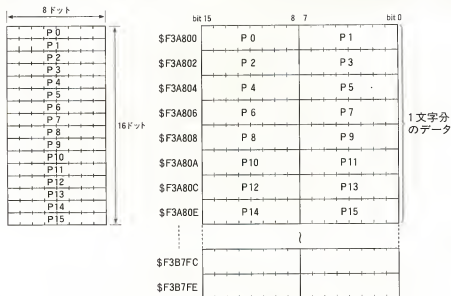 8ドット
P 0
P 1
P 2
P 3
P 4
P 5
P 6
P 7
P 8
P 9
P10
P11
P12
P13
P14
P15
16ドット
bit 15 8 7 bit 0
$F3A800 P 0 P 1
$F3A802 P 2 P 3
$F3A804 P 4 P 5
$F3A806 P 6 P 7
$F3A808 P 8 P 9
$F3A80A P10 P11
$F3A80C P12 P13
$F3A80E P14 P15
1文字分
のデータ
$F3B7FC
$F3B7FE